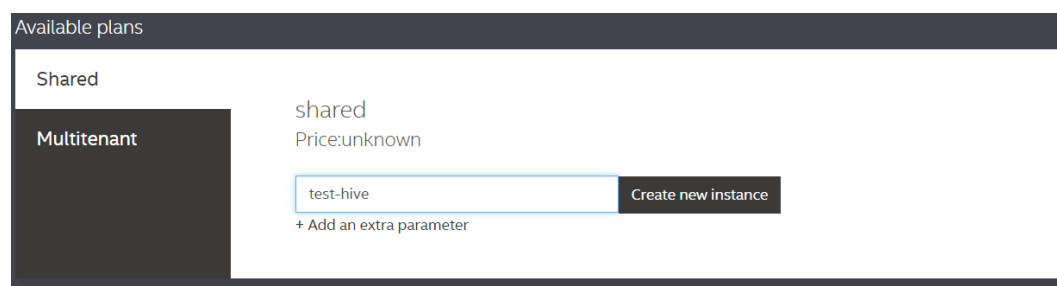 Available plans
Shared
Multitenant
shared
Price:unknown
test-hive
Create new instance
+ Add an extra parameter